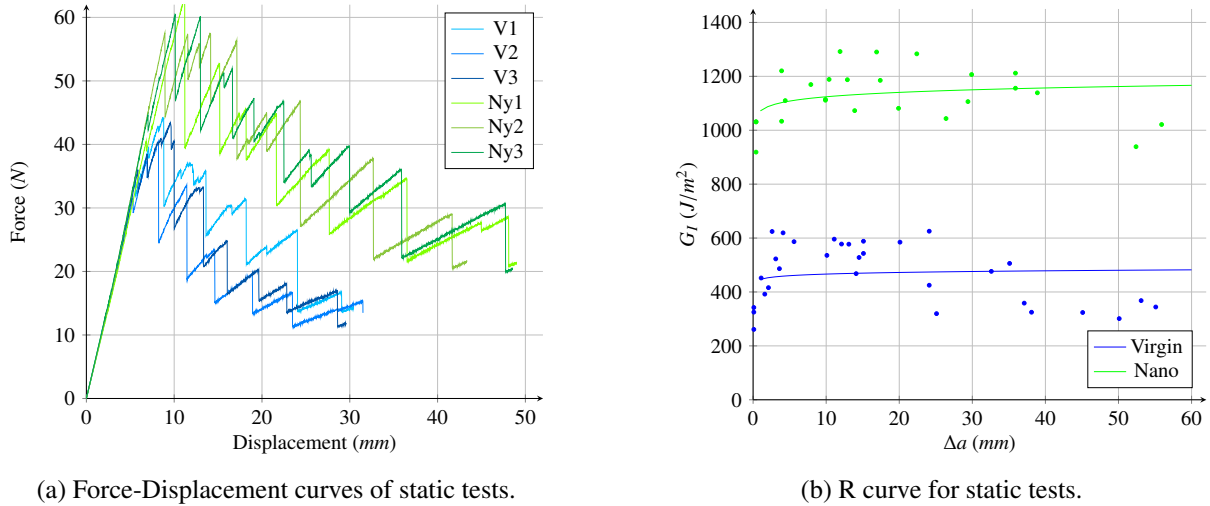 60
50
40
30
20
10
0
0
10
20
30
40
50
Force (N)
Displacement (mm)
V1
V2
V3
Ny1
Ny2
Ny3
(a) Force-Displacement curves of static tests.
1400
1200
1000
800
600
400
200
0
0
10
20
30
40
50
60
G_I (J/m²)
Δa (mm)
Virgin
Nano
(b) R curve for static tests.